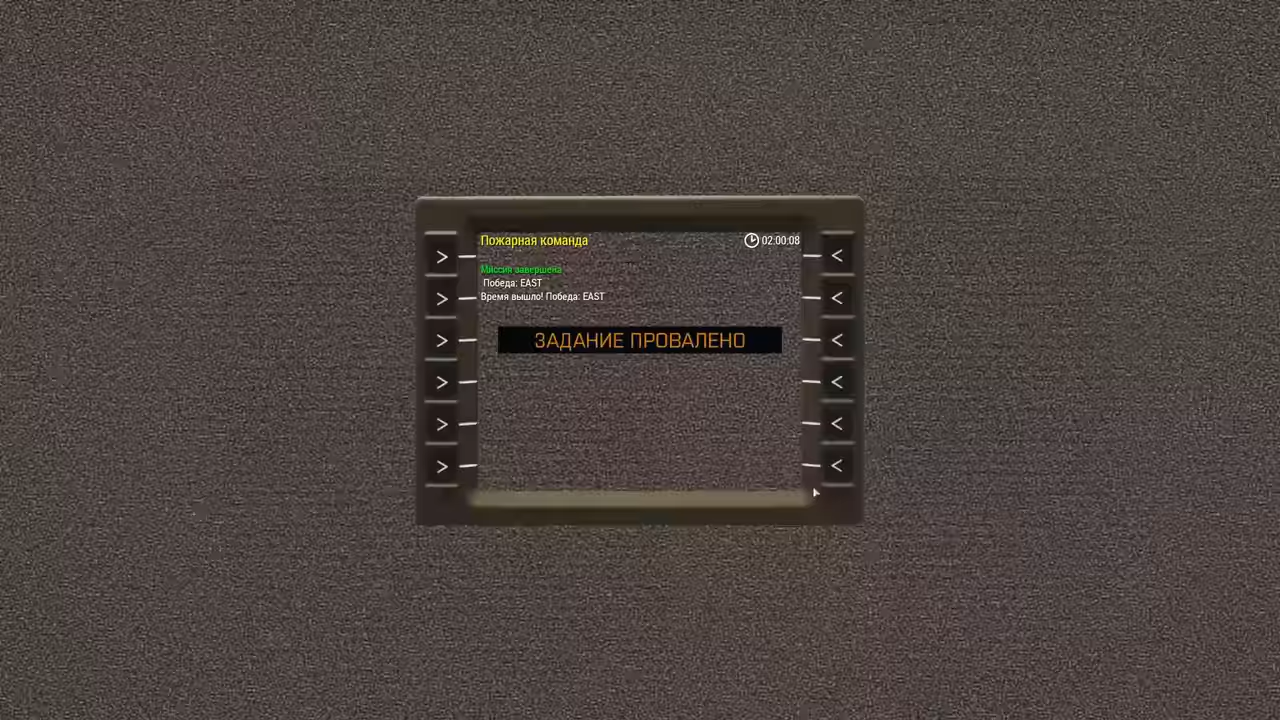 Пожарная команда 02:00:08
Миссия завершена
Победа: EAST
Время вышло! Победа: EAST
ЗАДАНИЕ ПРОВАЛЕНО